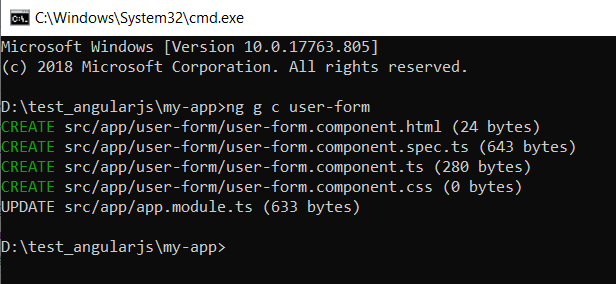 C:\Windows\System32\cmd.exe
Microsoft Windows [Version 10.0.17763.805]
(c) 2018 Microsoft Corporation. All rights reserved.
D:\test_angularjs\my-app>ng g c user-form
CREATE src/app/user-form/user-form.component.html (24 bytes)
CREATE src/app/user-form/user-form.component.spec.ts (643 bytes)
CREATE src/app/user-form/user-form.component.ts (280 bytes)
CREATE src/app/user-form/user-form.component.css (0 bytes)
UPDATE src/app/app.module.ts (633 bytes)
D:\test_angularjs\my-app>